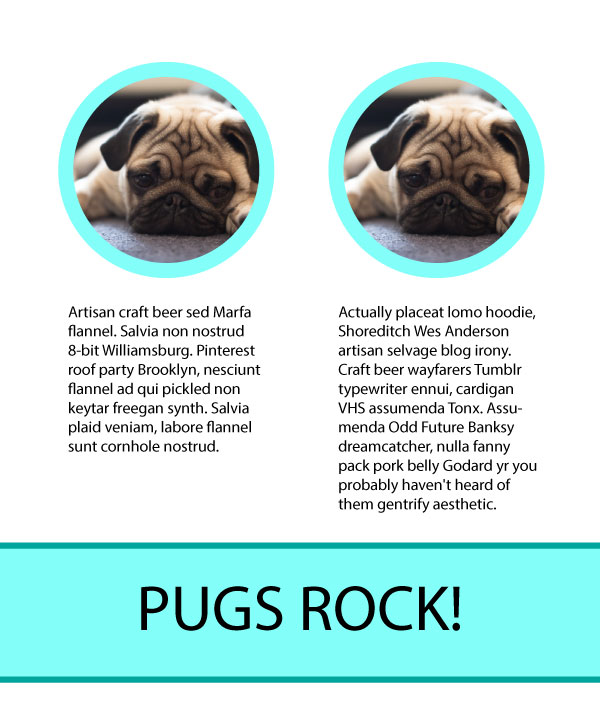 Artisan craft beer sed Marfa
flannel. Salvia non nostrud
8-bit Williamsburg. Pinterest
roof party Brooklyn, nesciunt
flannel ad qui pickled non
keytar freegan synth. Salvia
plaid veniam, labore flannel
sunt cornhole nostrud.
Actually placeat lomo hoodie,
Shoreditch Wes Anderson
artisan selvage blog irony.
Craft beer wayfarers Tumblr
typewriter ennui, cardigan
VHS assumenda Tonx. Assu-
menda Odd Future Banksy
dreamcatcher, nulla fanny
pack pork belly Godard yr you
probably haven't heard of
them gentrify aesthetic.
PUGS ROCK!